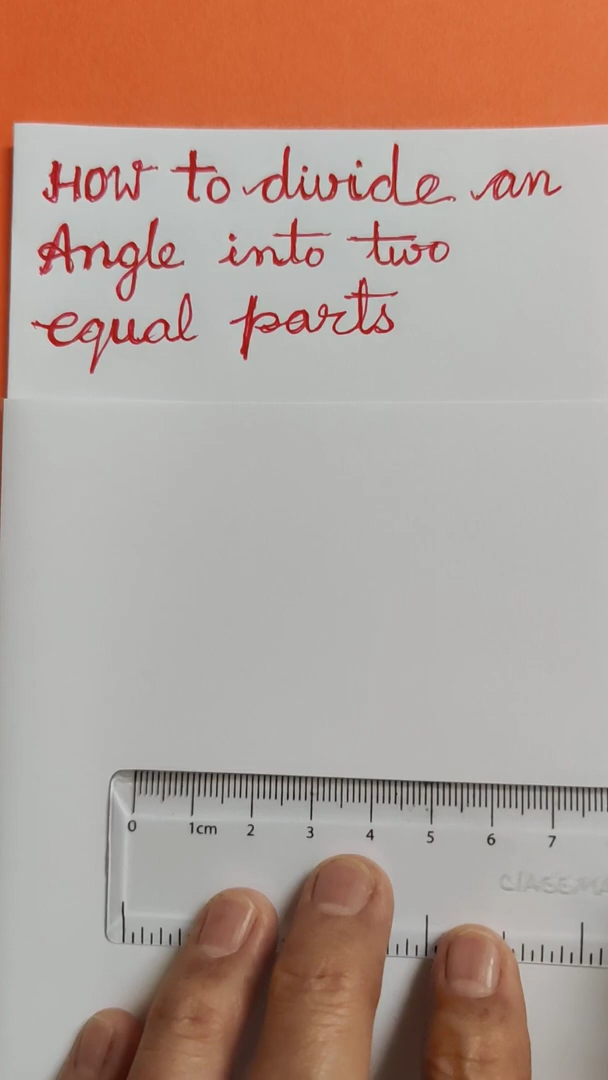 How to divide an
Angle into two
equal parts
0 1cm 2 3 4 5 6 7